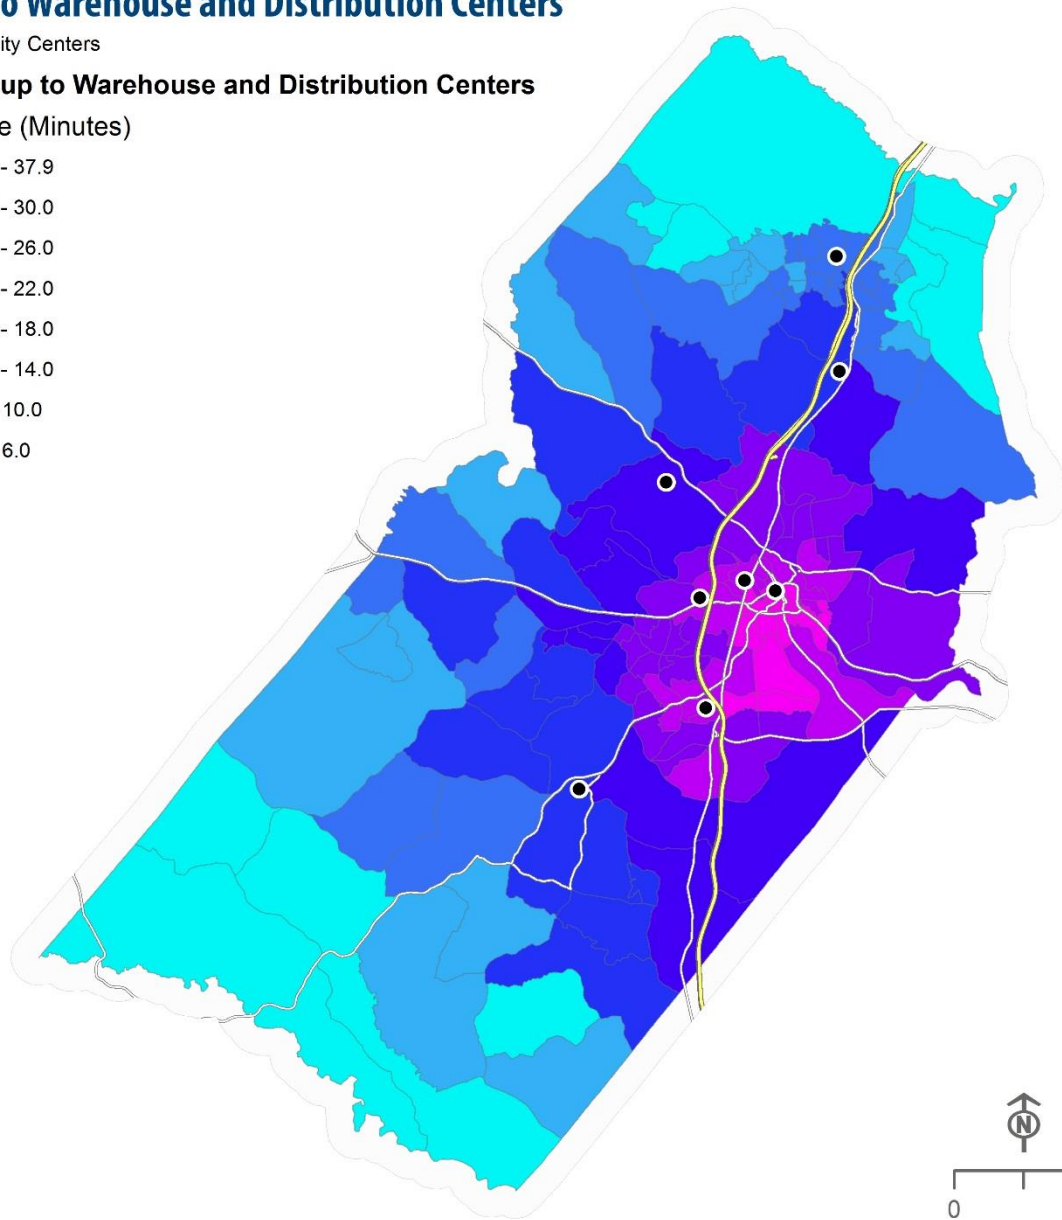 o Warehouse and Distribution Centers
ity Centers
up to Warehouse and Distribution Centers
e (Minutes)
- 37.9
- 30.0
- 26.0
- 22.0
- 18.0
- 14.0
10.0
6.0
N
0